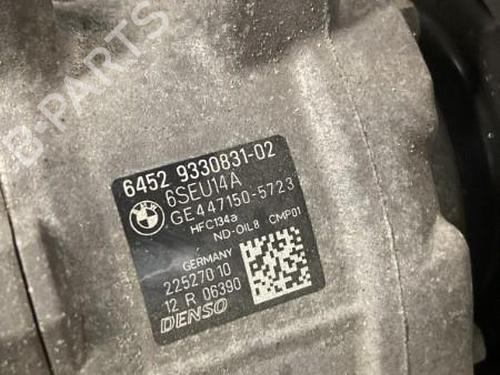 B-PARTS
6452 9330831-02
6SEU14A
GE447150-5723
HFC134a
ND-OIL8 CMP01
GERMANY
22527010
12 R 06390
DENSO